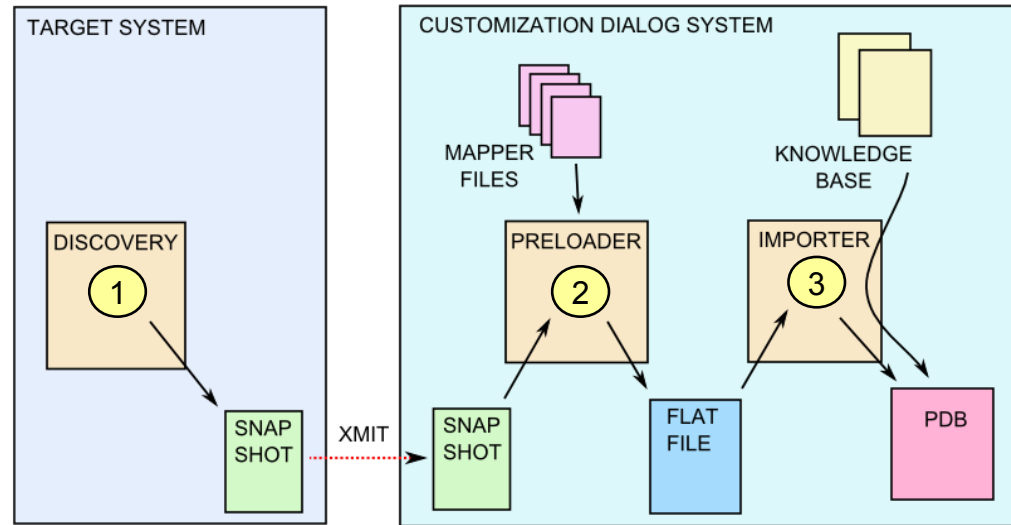 TARGET SYSTEM
DISCOVERY
1
SNAP
SHOT
XMIT
CUSTOMIZATION DIALOG SYSTEM
MAPPER
FILES
KNOWLEDGE
BASE
PRELOADER
2
IMPORTER
3
SNAP
SHOT
FLAT
FILE
PDB